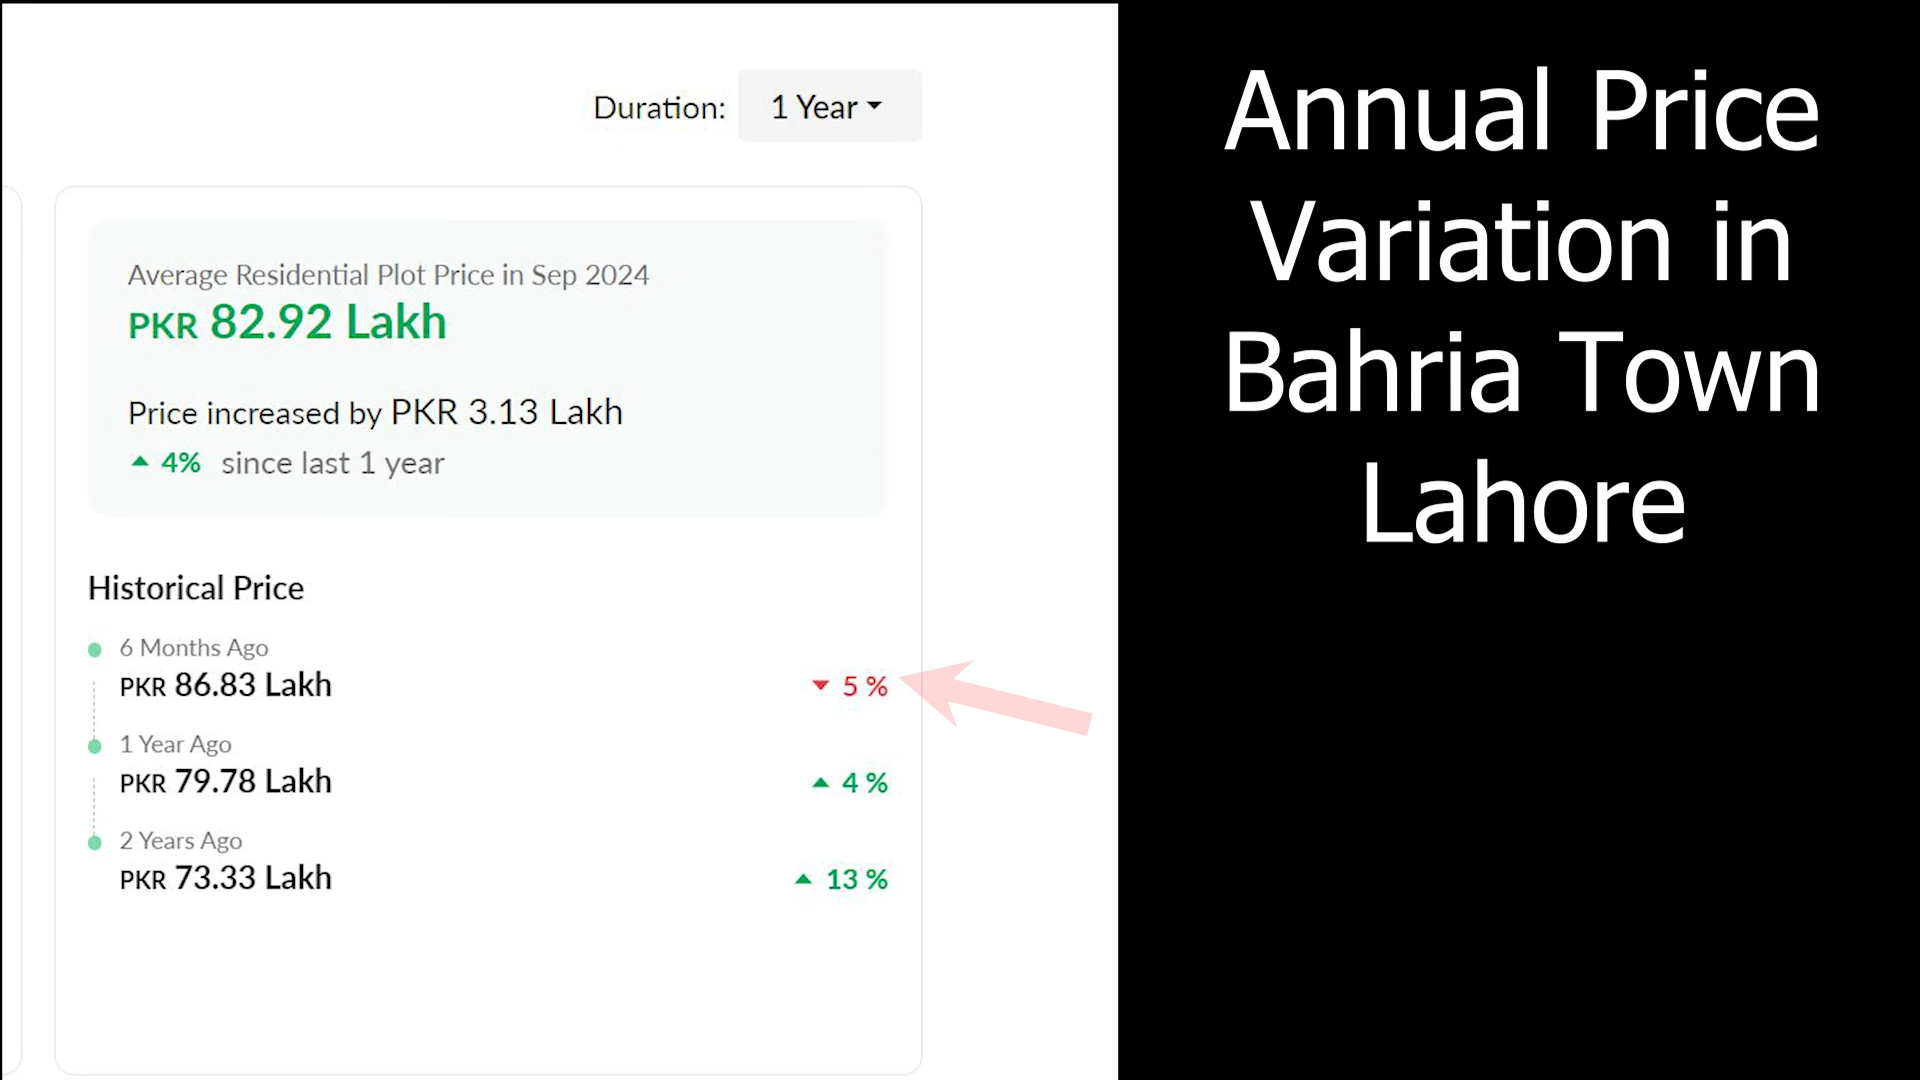 Duration: 1 Year
Average Residential Plot Price in Sep 2024
PKR 82.92 Lakh
Price increased by PKR 3.13 Lakh
4% since last 1 year
Historical Price
6 Months Ago
PKR 86.83 Lakh 5 %
1 Year Ago
PKR 79.78 Lakh 4 %
2 Years Ago
PKR 73.33 Lakh 13 %
Annual Price
Variation in
Bahria Town
Lahore